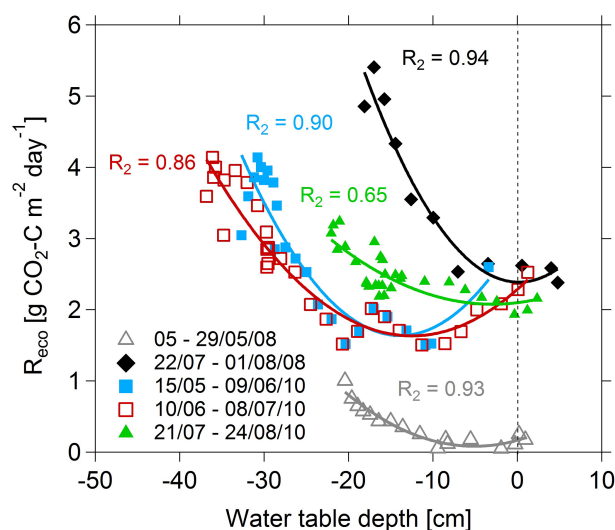 6
5
4
3
2
1
0
R_eco [g CO2-C m^-2 day^-1]
R2 = 0.94
R2 = 0.90
R2 = 0.86
R2 = 0.65
R2 = 0.93
05 - 29/05/08
22/07 - 01/08/08
15/05 - 09/06/10
10/06 - 08/07/10
21/07 - 24/08/10
-50 -40 -30 -20 -10 0 10
Water table depth [cm]